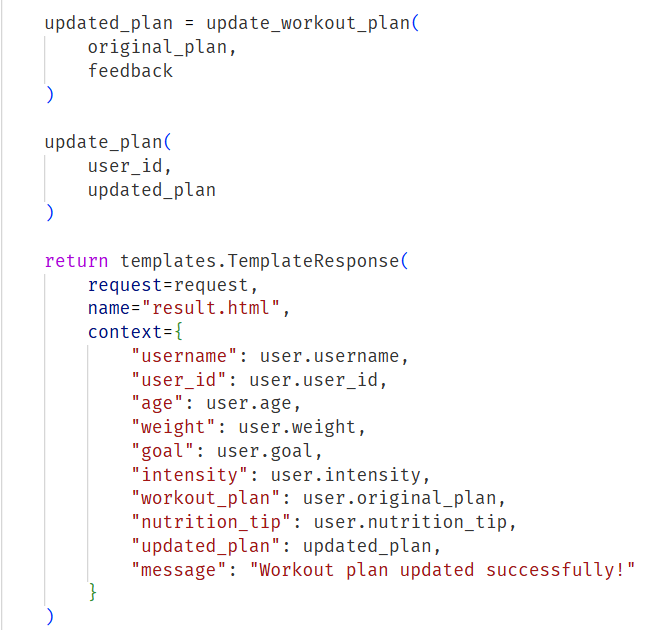 updated_plan = update_workout_plan(
    original_plan,
    feedback
)

update_plan(
    user_id,
    updated_plan
)

return templates.TemplateResponse(
    request=request,
    name="result.html",
    context={
        "username": user.username,
        "user_id": user.user_id,
        "age": user.age,
        "weight": user.weight,
        "goal": user.goal,
        "intensity": user.intensity,
        "workout_plan": user.original_plan,
        "nutrition_tip": user.nutrition_tip,
        "updated_plan": updated_plan,
        "message": "Workout plan updated successfully!"
    }
)